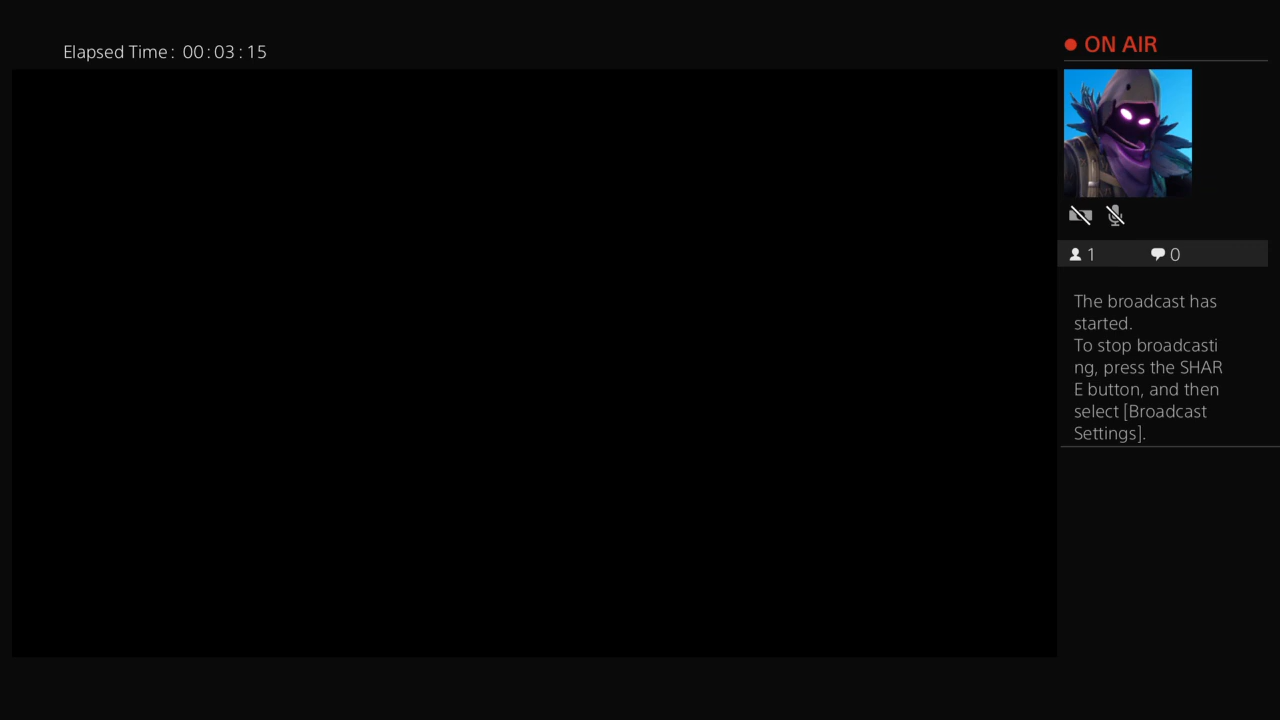 Elapsed Time: 00:03:15
ON AIR
1 0
The broadcast has
started.
To stop broadcasti
ng, press the SHAR
E button, and then
select [Broadcast
Settings].